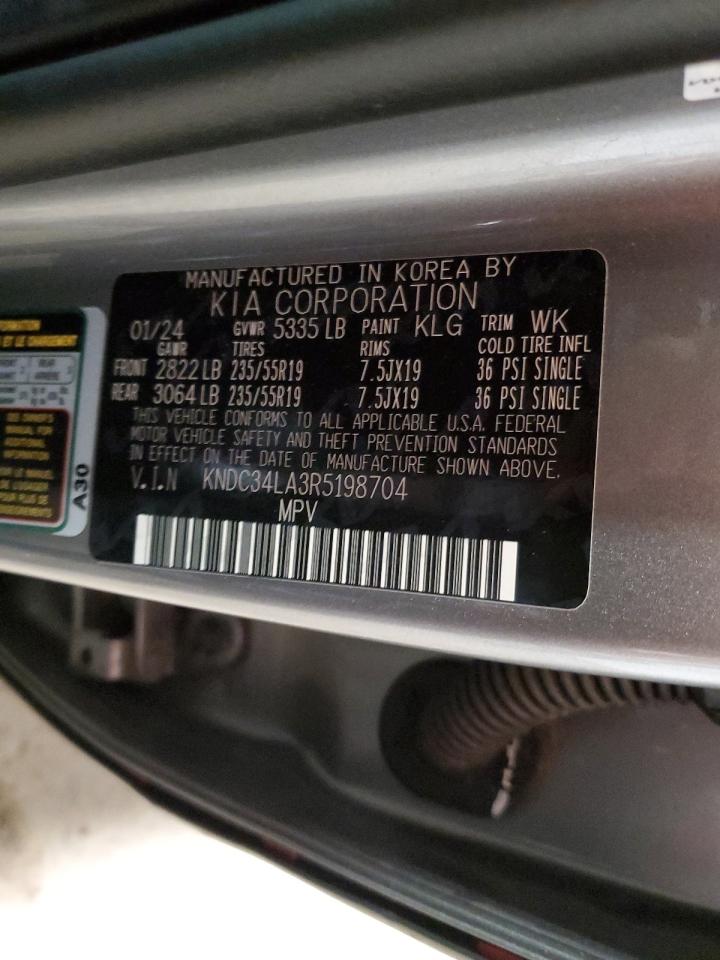 MANUFACTURED IN KOREA BY
KIA CORPORATION
01/24 GVWR 5335 LB PAINT KLG TRIM WK
GAWR TIRES RIMS COLD TIRE INFL
FRONT 2822 LB 235/55R19 7.5JX19 36 PSI SINGLE
REAR 3064 LB 235/55R19 7.5JX19 36 PSI SINGLE
THIS VEHICLE CONFORMS TO ALL APPLICABLE U.S.A. FEDERAL
MOTOR VEHICLE SAFETY AND THEFT PREVENTION STANDARDS
IN EFFECT ON THE DATE OF MANUFACTURE SHOWN ABOVE.
V.I.N KNDC34LA3R5198704
MPV
A30